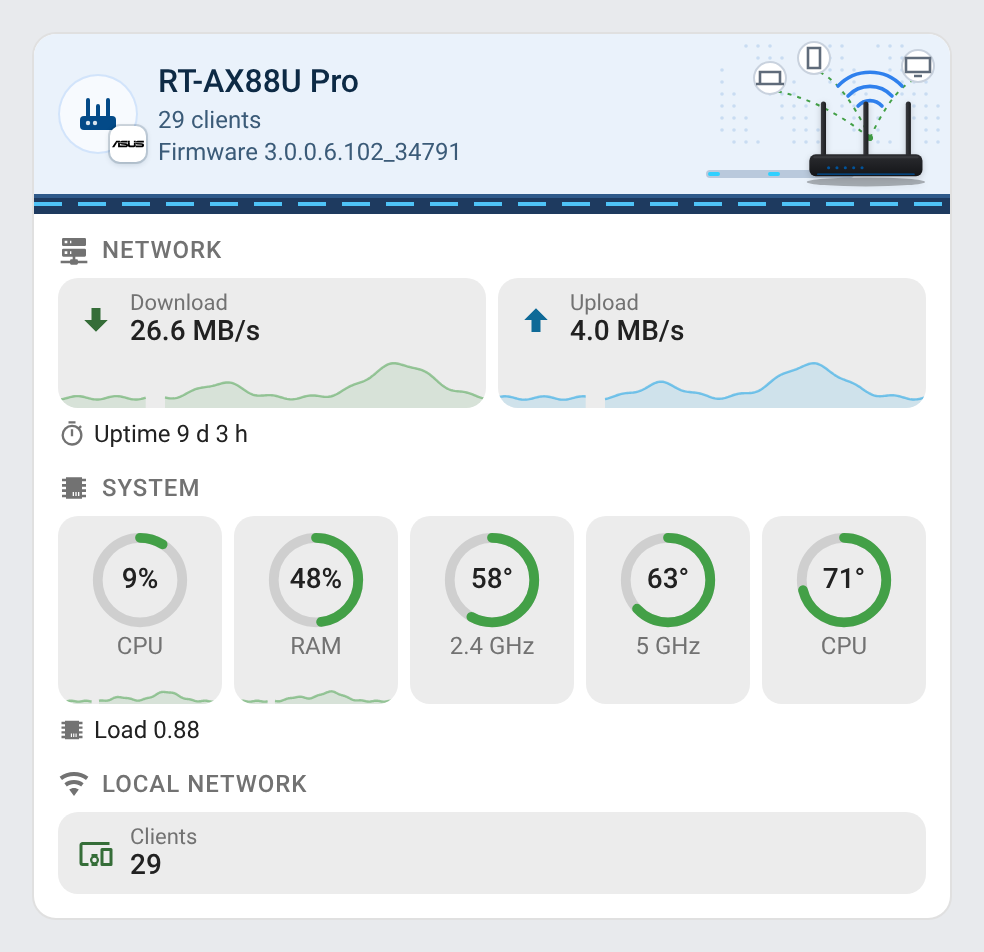 RT-AX88U Pro
29 clients
ASUS
Firmware 3.0.0.6.102_34791
NETWORK
Download
26.6 MB/s
Upload
4.0 MB/s
Uptime 9 d 3 h
SYSTEM
9%
CPU
48%
RAM
58°
2.4 GHz
63°
5 GHz
71°
CPU
Load 0.88
LOCAL NETWORK
Clients
29